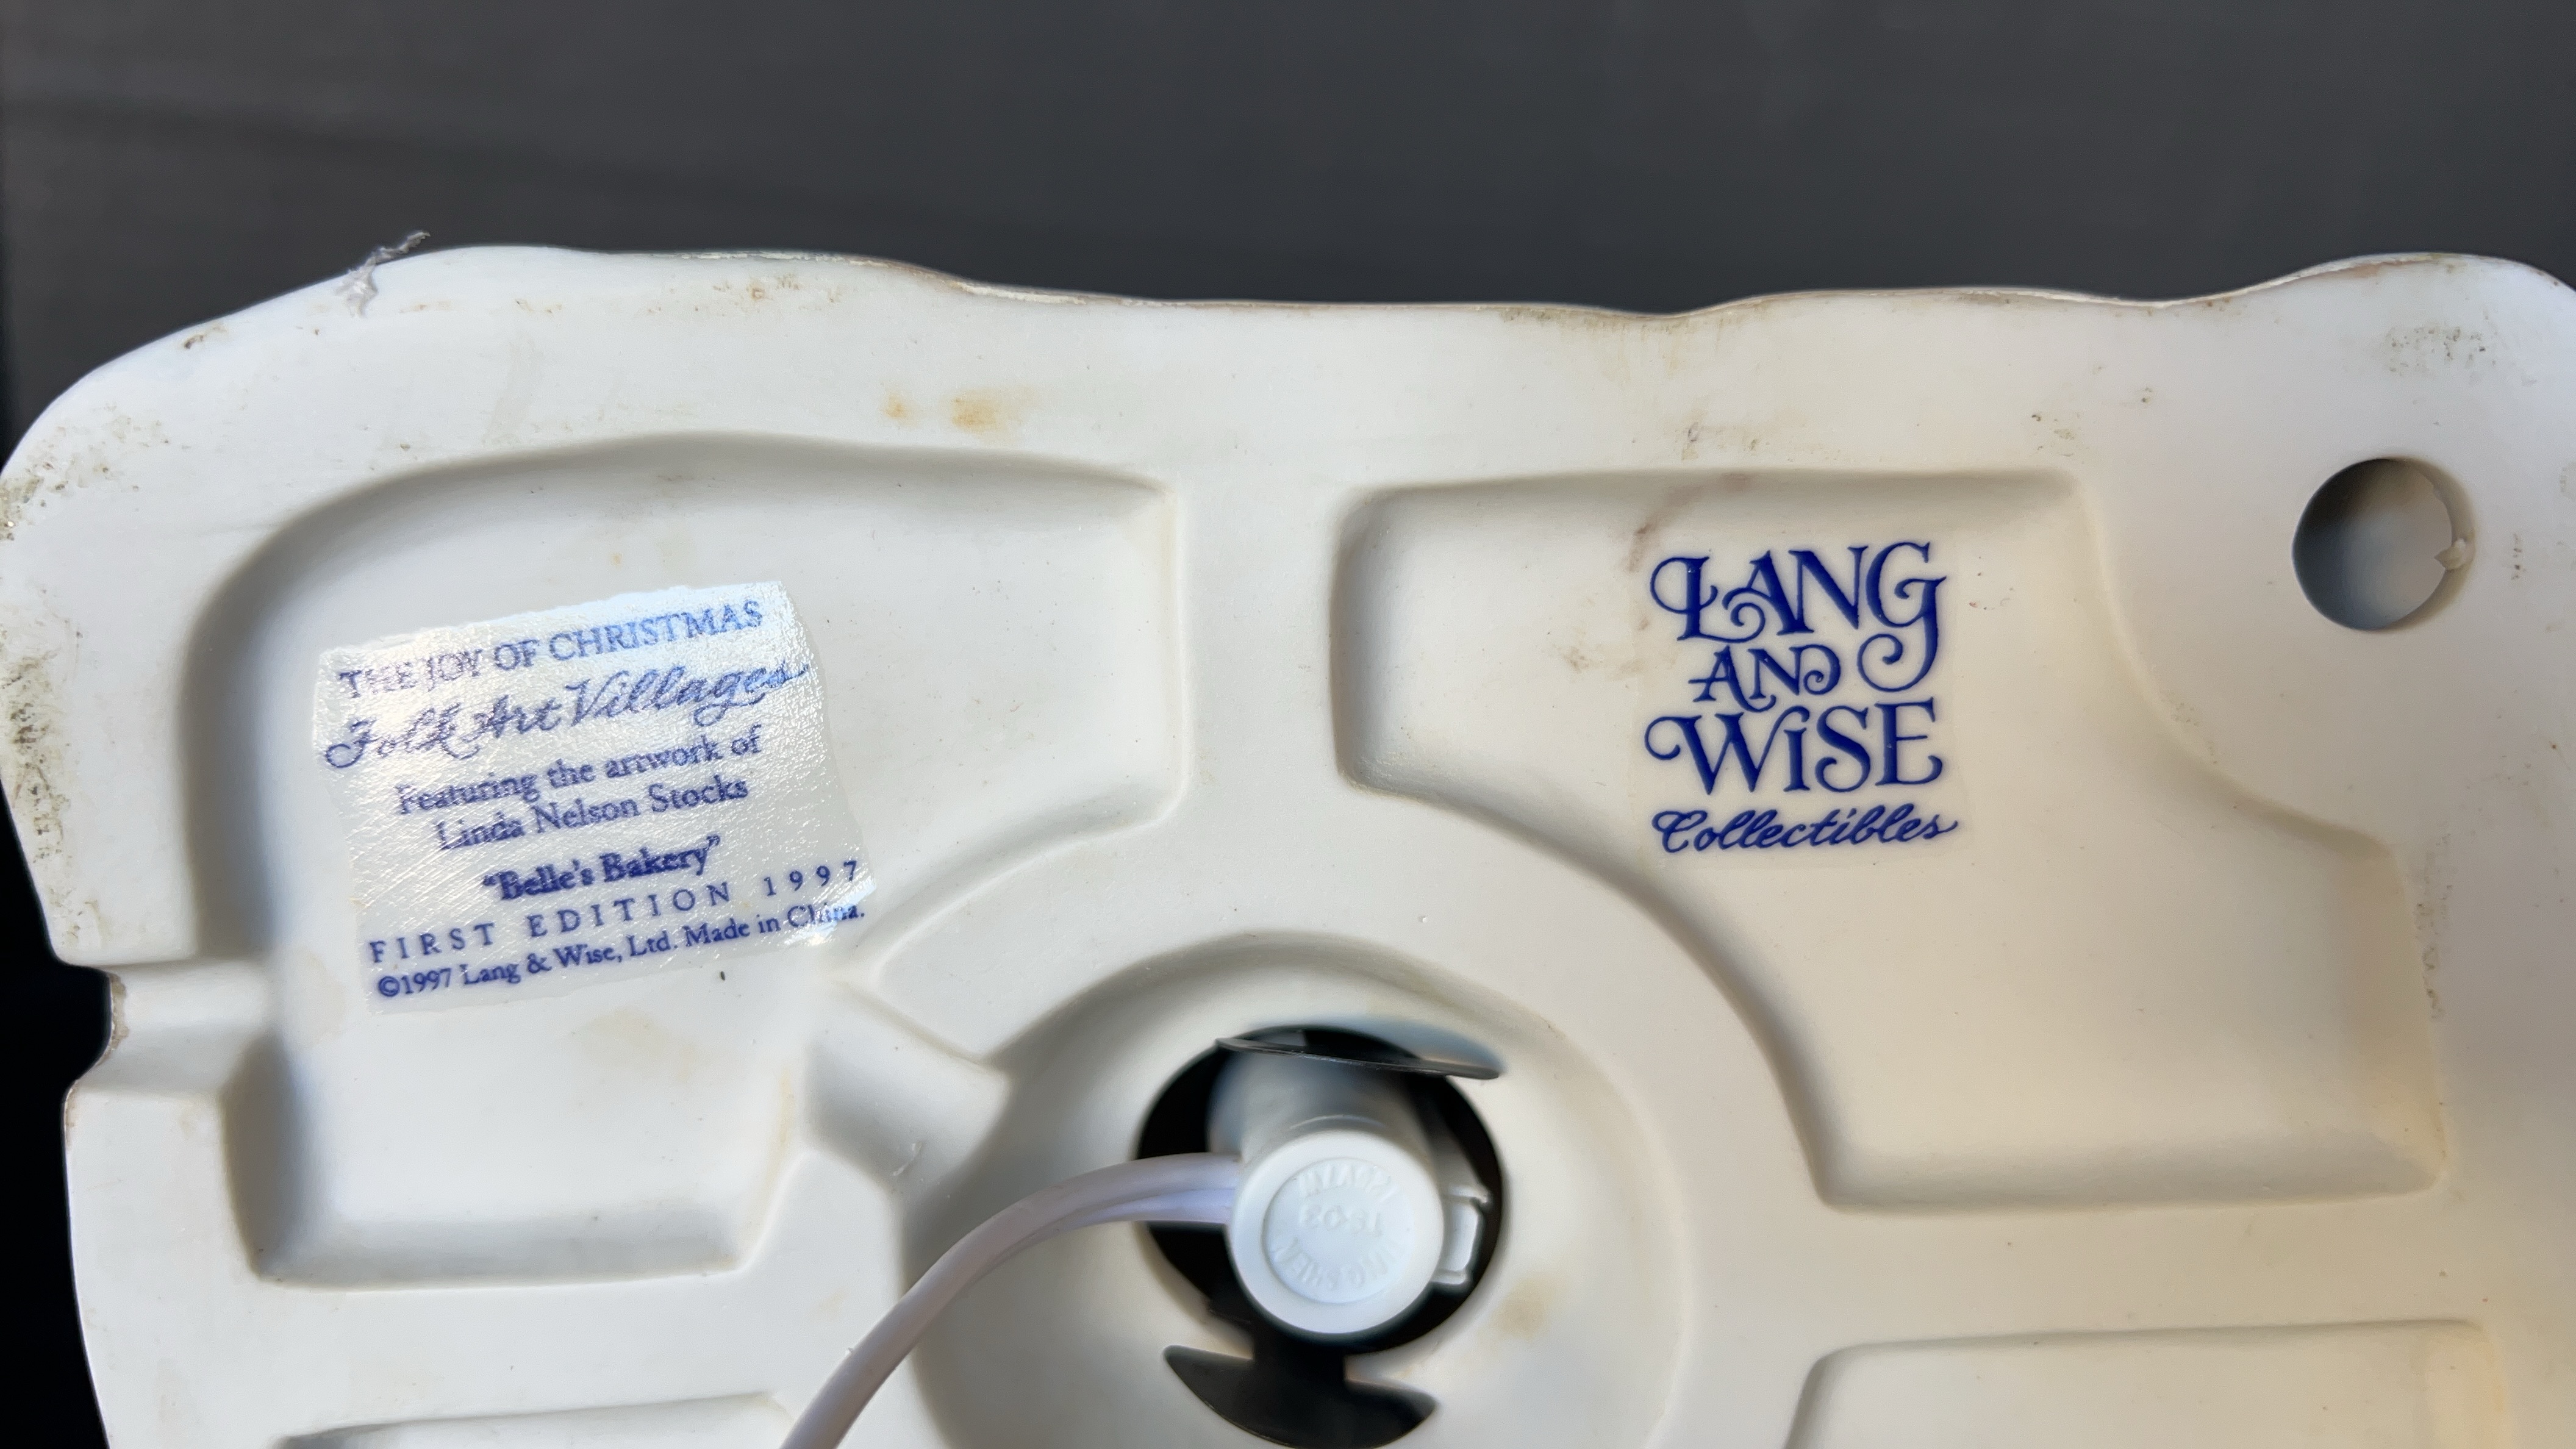 THE JOY OF CHRISTMAS
Folk Art Villages
Featuring the artwork of
Linda Nelson Stocks
"Belle's Bakery"
FIRST EDITION 1997
©1997 Lang & Wise, Ltd. Made in China.
LANG
AND
WiSE
Collectibles